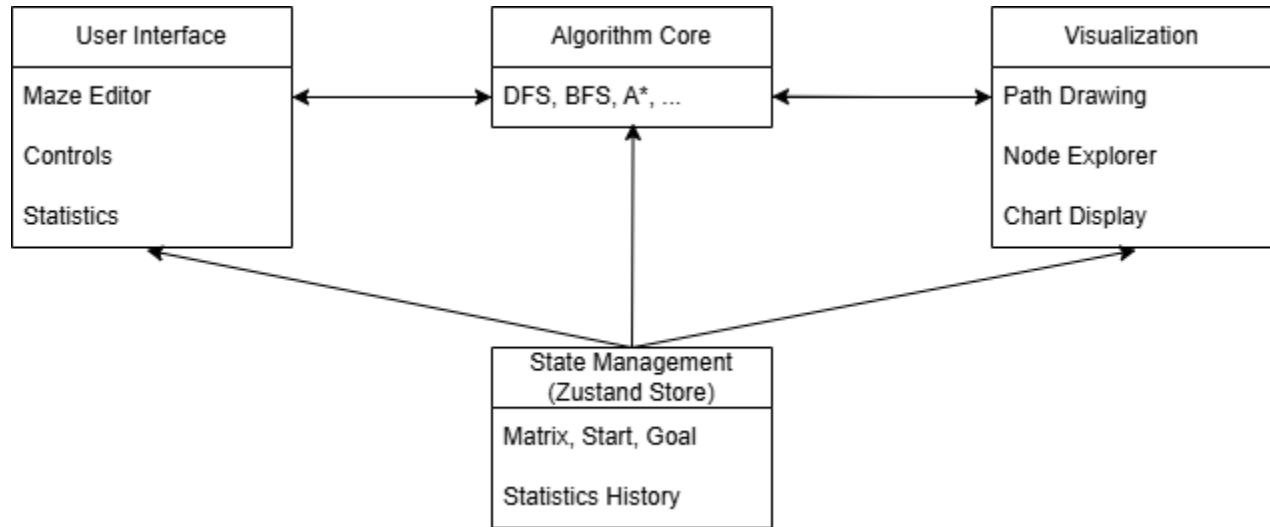 User Interface
Maze Editor
Controls
Statistics
Algorithm Core
DFS, BFS, A*, ...
Visualization
Path Drawing
Node Explorer
Chart Display
State Management
(Zustand Store)
Matrix, Start, Goal
Statistics History